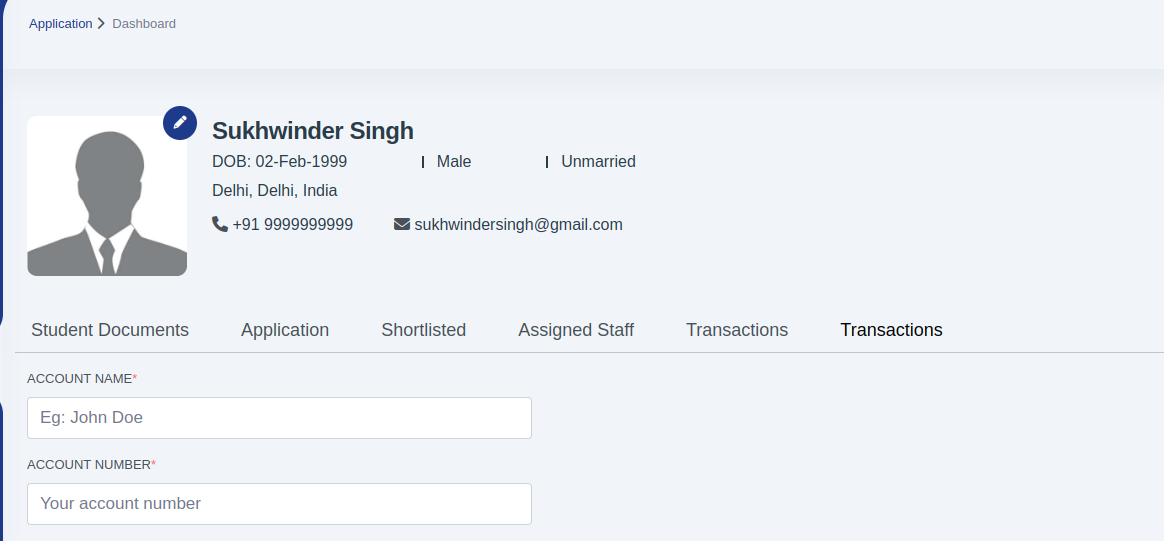 Application Dashboard
Sukhwinder Singh
DOB: 02-Feb-1999 | Male | Unmarried
Delhi, Delhi, India
+91 9999999999 sukhwindersingh@gmail.com
Student Documents Application Shortlisted Assigned Staff Transactions Transactions
ACCOUNT NAME*
Eg: John Doe
ACCOUNT NUMBER*
Your account number